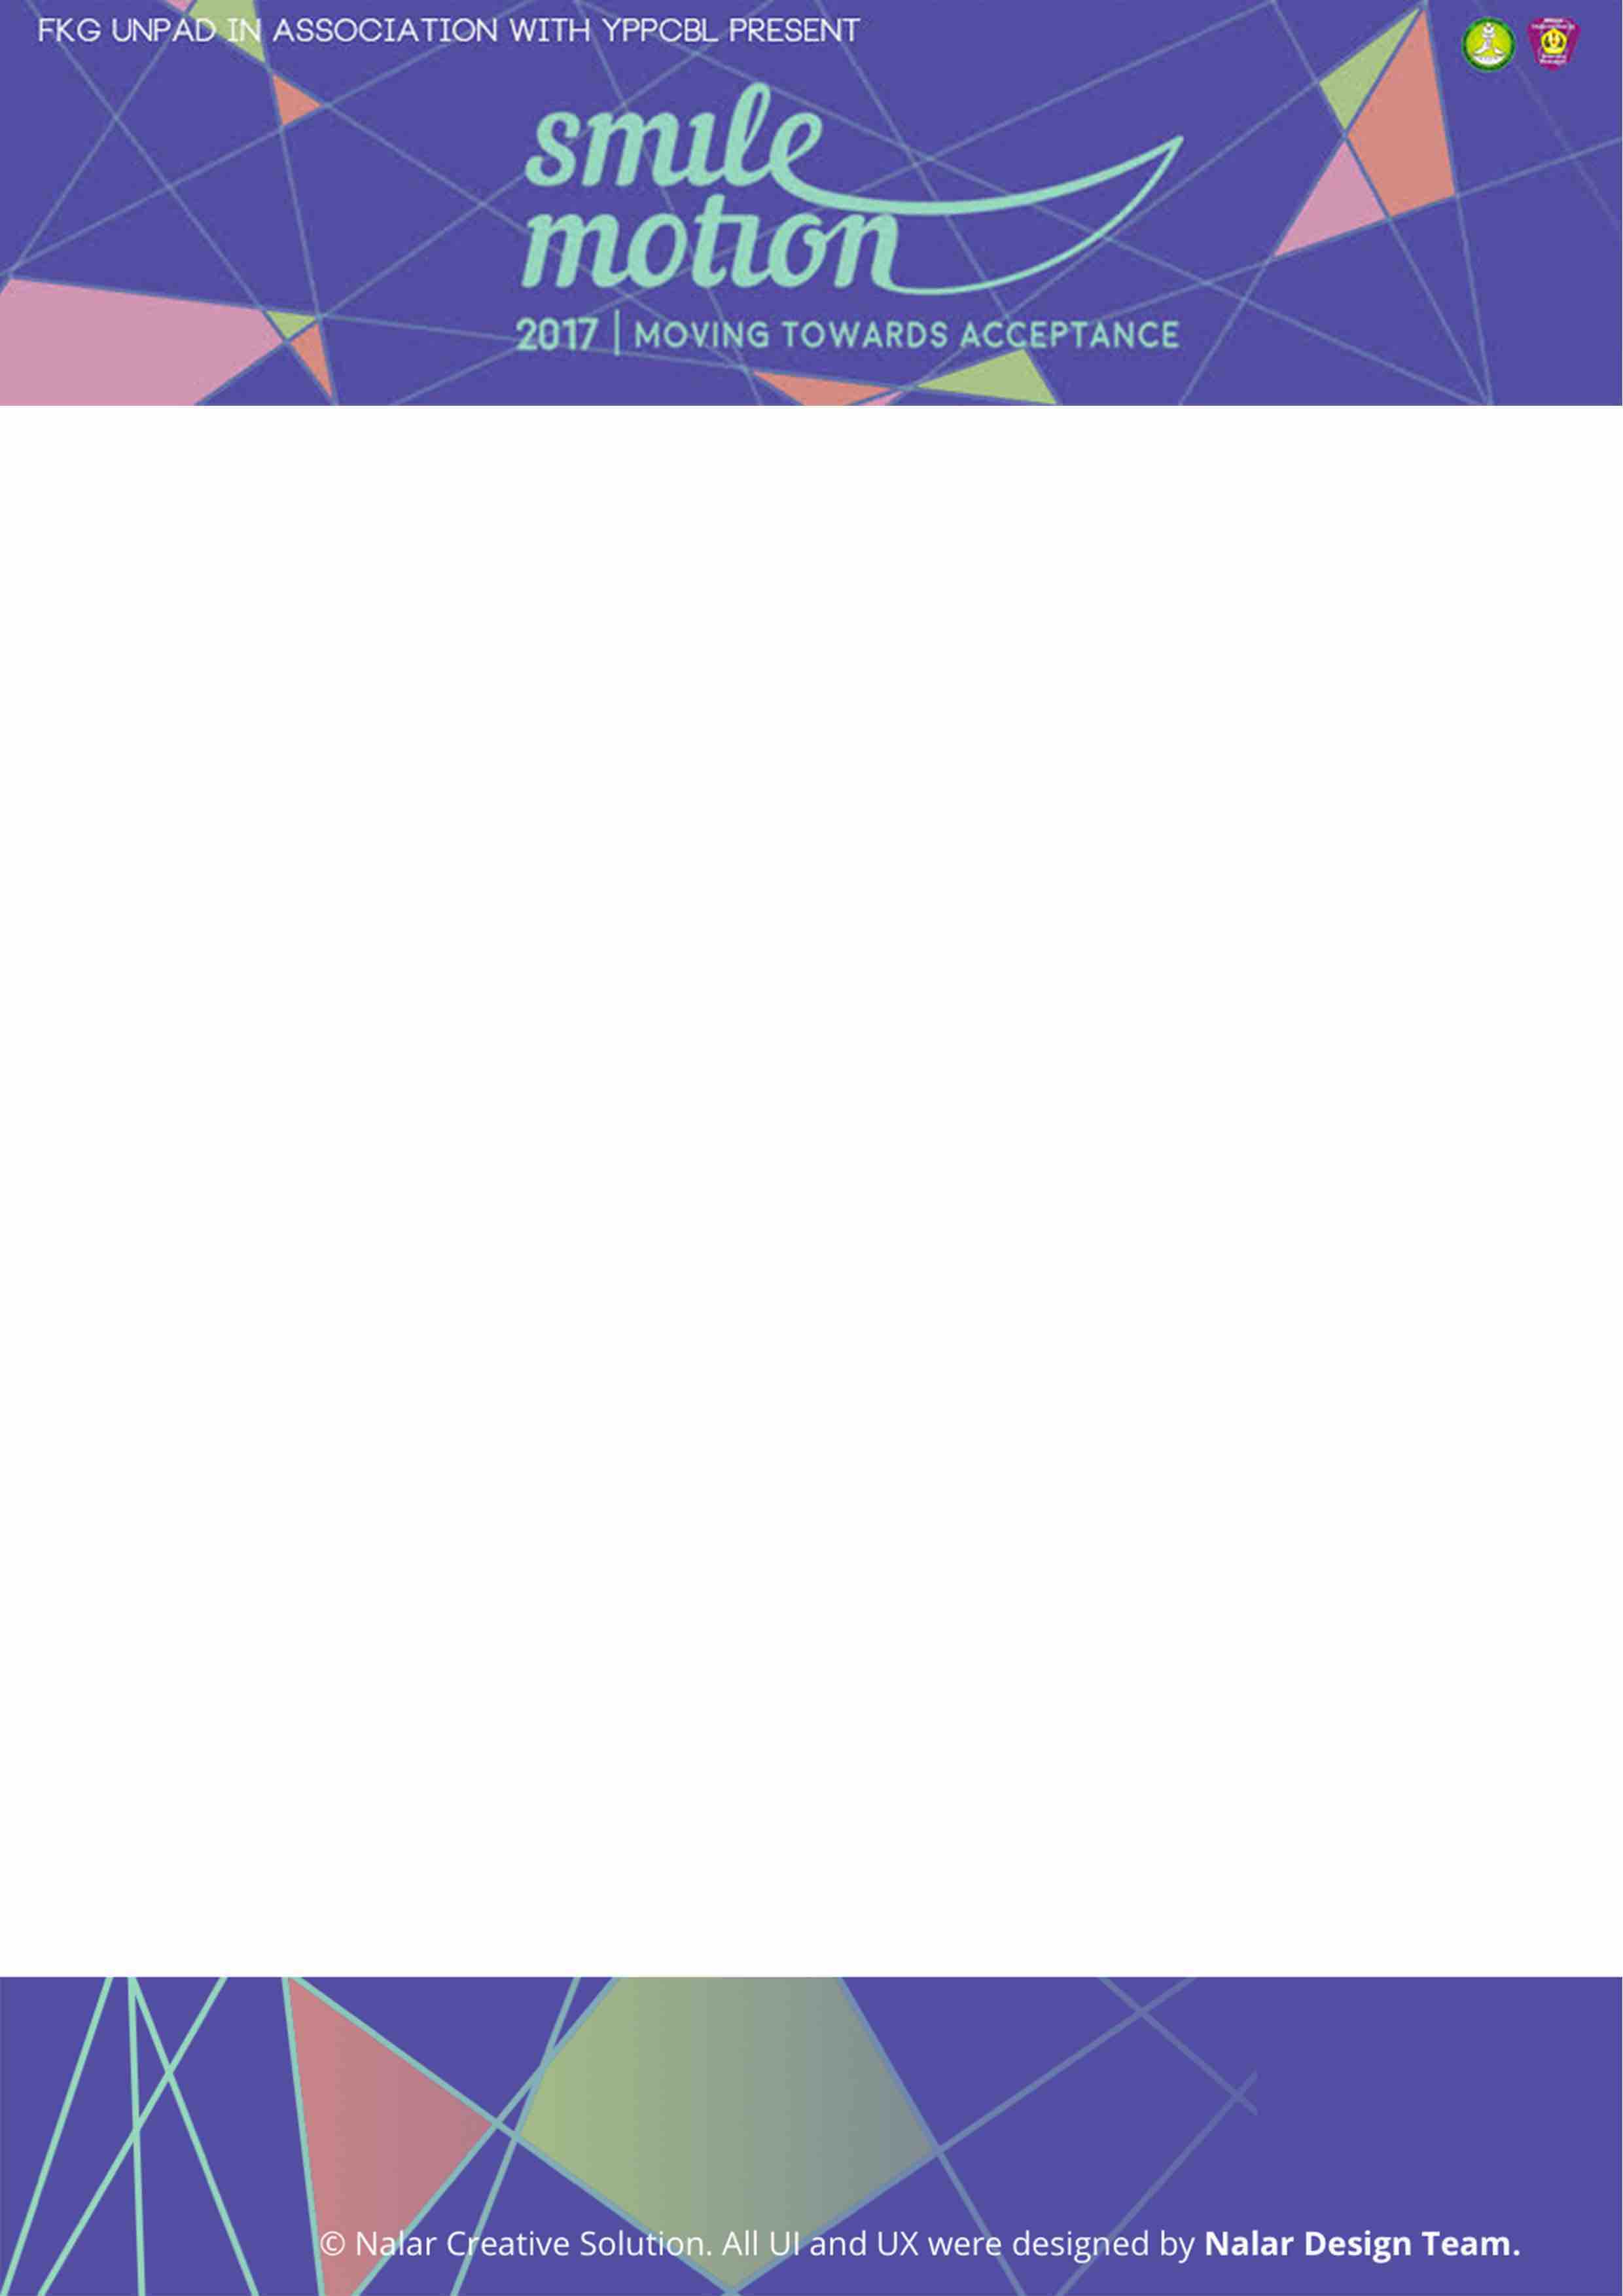 FKG UNPAD IN ASSOCIATION WITH YPPCBL PRESENT
smile
motion
2017 | MOVING TOWARDS ACCEPTANCE
© Nalar Creative Solution. All UI and UX were designed by Nalar Design Team.